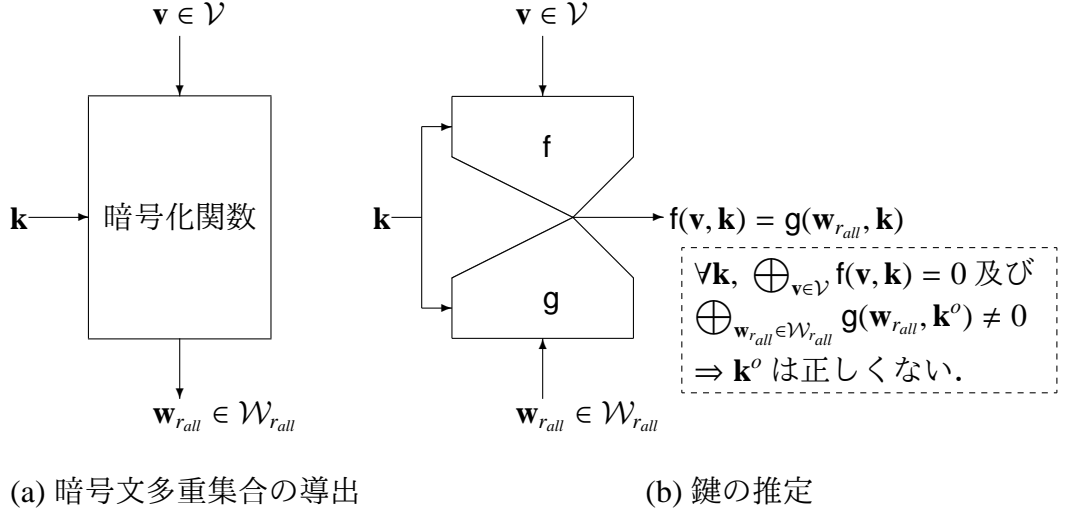 v ∈ 𝒱
k
暗号化関数
w_{r_{all}} ∈ 𝒲_{r_{all}}
(a) 暗号文多重集合の導出
v ∈ 𝒱
f
k
f(v, k) = g(w_{r_{all}}, k)
g
∀k, ⊕_{v∈𝒱} f(v, k) = 0 及び
⊕_{w_{r_{all}}∈𝒲_{r_{all}}} g(w_{r_{all}}, k^o) ≠ 0
⇒ k^o は正しくない．
w_{r_{all}} ∈ 𝒲_{r_{all}}
(b) 鍵の推定